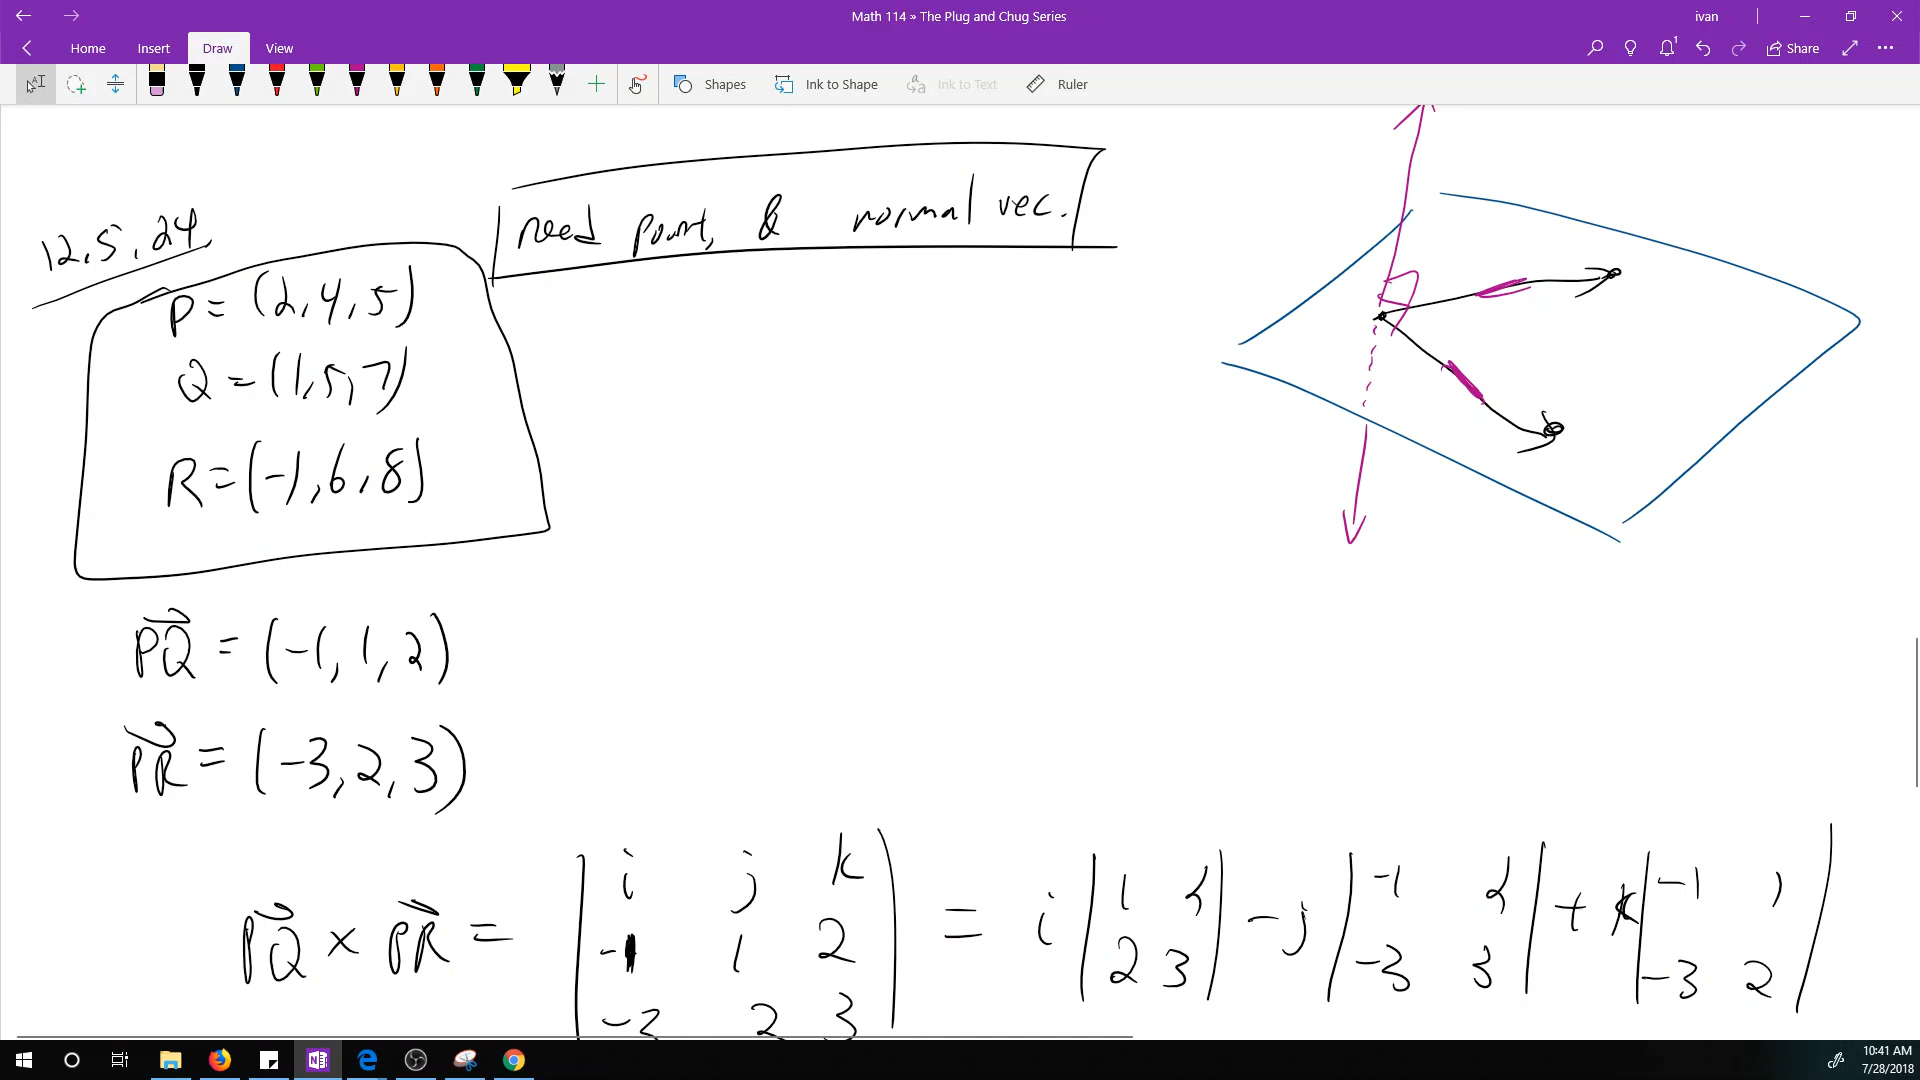 Math 114 » The Plug and Chug Series
ivan
Home Insert Draw View
1
Share
Shapes Ink to Shape Ink to Text Ruler
12.5.24
need point, & normal vec.
P = (2,4,5)
Q = (1,5,7)
R = (-1,6,8)
PQ = (-1, 1, 2)
PR = (-3, 2, 3)
i j k
PQ × PR = -1 1 2 = i | 1 2 | - j | -1 2 | + k | -1 1 |
-3 2 3 | 2 3 | | -3 3 | | -3 2 |
10:41 AM
7/28/2018